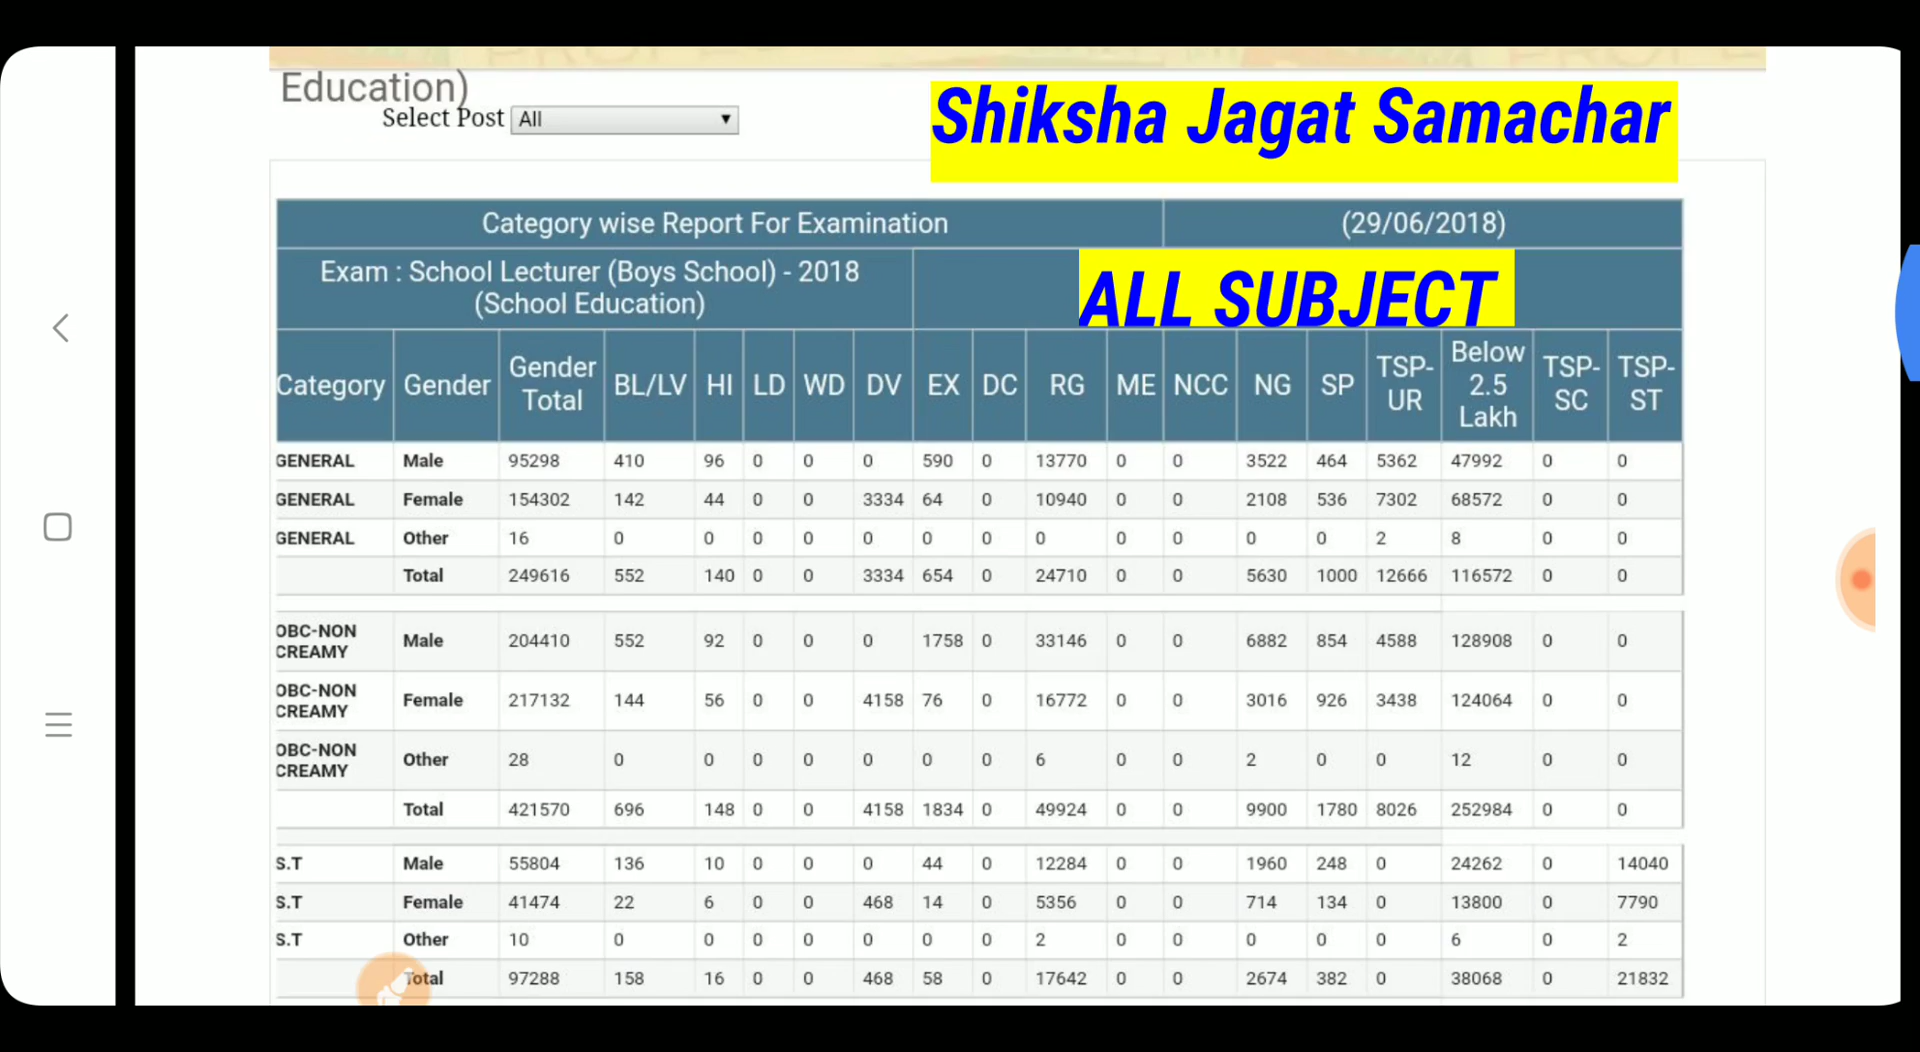 Education)
Select Post All
Shiksha Jagat Samachar
Category wise Report For Examination (29/06/2018)
Exam : School Lecturer (Boys School) - 2018
(School Education)
ALL SUBJECT
Category Gender Gender Total BL/LV HI LD WD DV EX DC RG ME NCC NG SP TSP-UR Below 2.5 Lakh TSP-SC TSP-ST
GENERAL Male 95298 410 96 0 0 0 590 0 13770 0 0 3522 464 5362 47992 0 0
GENERAL Female 154302 142 44 0 0 3334 64 0 10940 0 0 2108 536 7302 68572 0 0
GENERAL Other 16 0 0 0 0 0 0 0 0 0 0 0 0 2 8 0 0
Total 249616 552 140 0 0 3334 654 0 24710 0 0 5630 1000 12666 116572 0 0
OBC-NON CREAMY Male 204410 552 92 0 0 0 1758 0 33146 0 0 6882 854 4588 128908 0 0
OBC-NON CREAMY Female 217132 144 56 0 0 4158 76 0 16772 0 0 3016 926 3438 124064 0 0
OBC-NON CREAMY Other 28 0 0 0 0 0 0 0 6 0 0 2 0 0 12 0 0
Total 421570 696 148 0 0 4158 1834 0 49924 0 0 9900 1780 8026 252984 0 0
S.T Male 55804 136 10 0 0 0 44 0 12284 0 0 1960 248 0 24262 0 14040
S.T Female 41474 22 6 0 0 468 14 0 5356 0 0 714 134 0 13800 0 7790
S.T Other 10 0 0 0 0 0 0 0 2 0 0 0 0 0 6 0 2
Total 97288 158 16 0 0 468 58 0 17642 0 0 2674 382 0 38068 0 21832